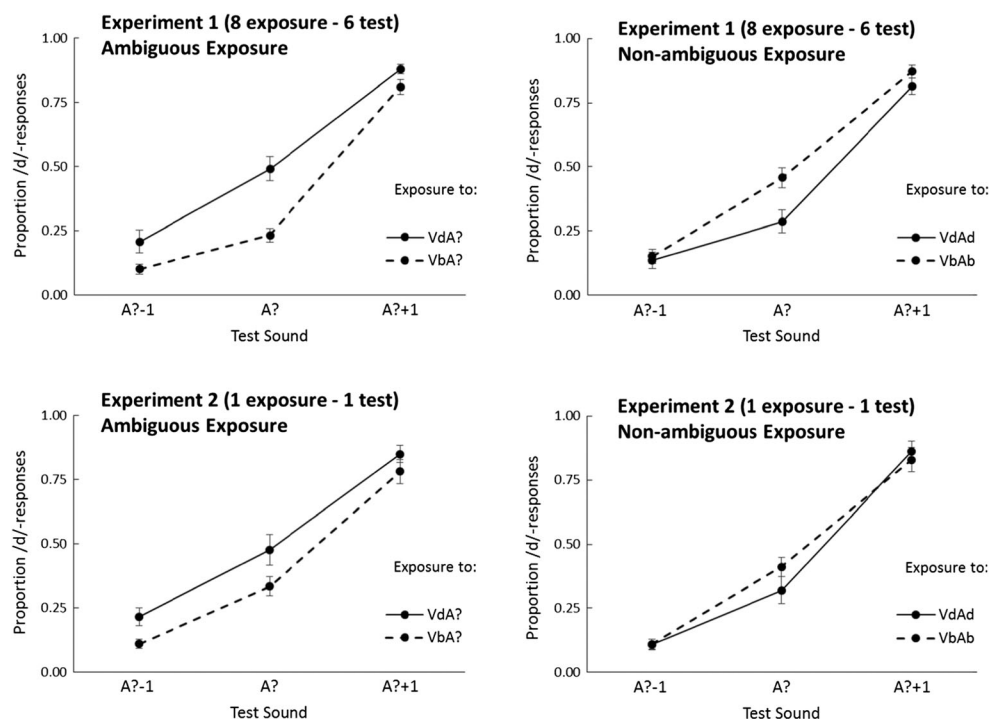 Experiment 1 (8 exposure - 6 test)
Ambiguous Exposure
1.00
0.75
0.50
0.25
0.00
Proportion /d/-responses
Exposure to:
VdA?
VbA?
A?-1 A? A?+1
Test Sound
Experiment 1 (8 exposure - 6 test)
Non-ambiguous Exposure
1.00
0.75
0.50
0.25
0.00
Proportion /d/-responses
Exposure to:
VdAd
VbAb
A?-1 A? A?+1
Test Sound
Experiment 2 (1 exposure - 1 test)
Ambiguous Exposure
1.00
0.75
0.50
0.25
0.00
Proportion /d/-responses
Exposure to:
VdA?
VbA?
A?-1 A? A?+1
Test Sound
Experiment 2 (1 exposure - 1 test)
Non-ambiguous Exposure
1.00
0.75
0.50
0.25
0.00
Proportion /d/-responses
Exposure to:
VdAd
VbAb
A?-1 A? A?+1
Test Sound